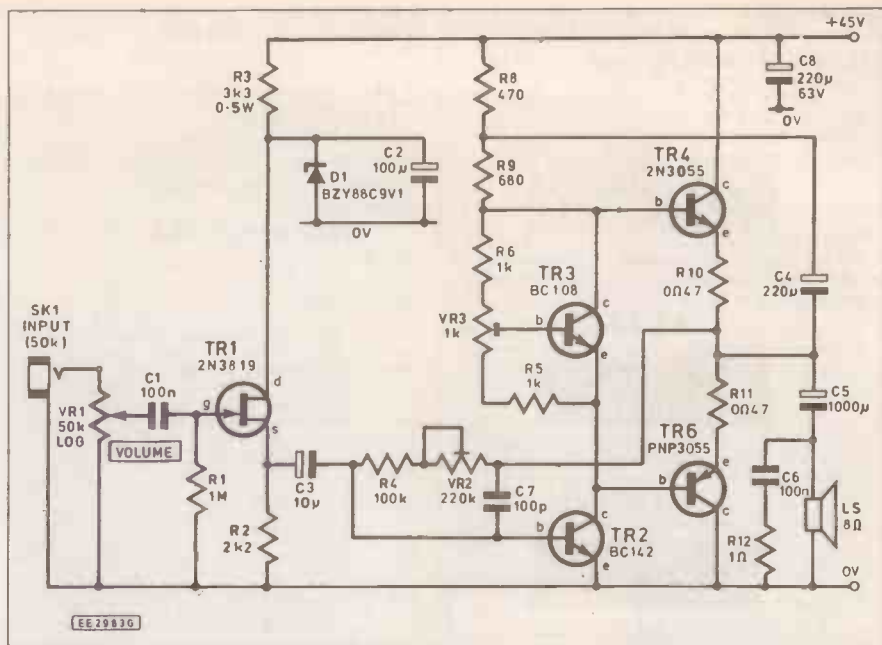 +45V
R3
3k3
0·5W
R8
470
C8
220μ
63V
0V
D1
BZY88C9V1
C2
100μ
0V
R9
680
TR4
2N3055
b
c
e
R6
1k
TR3
BC108
b
c
e
R10
0Ω47
C4
220μ
SK1
INPUT
(50k)
VR3
1k
TR1
2N3819
C1
100n
d
g
s
VR1
50k
LOG
VOLUME
R5
1k
R11
0Ω47
C5
1000μ
TR6
PNP3055
e
b
c
R1
1M
C3
10μ
R4
100k
VR2
220k
C7
100p
C6
100n
LS
8Ω
R2
2k2
b
c
e
TR2
BC142
R12
1Ω
0V
EE2983G